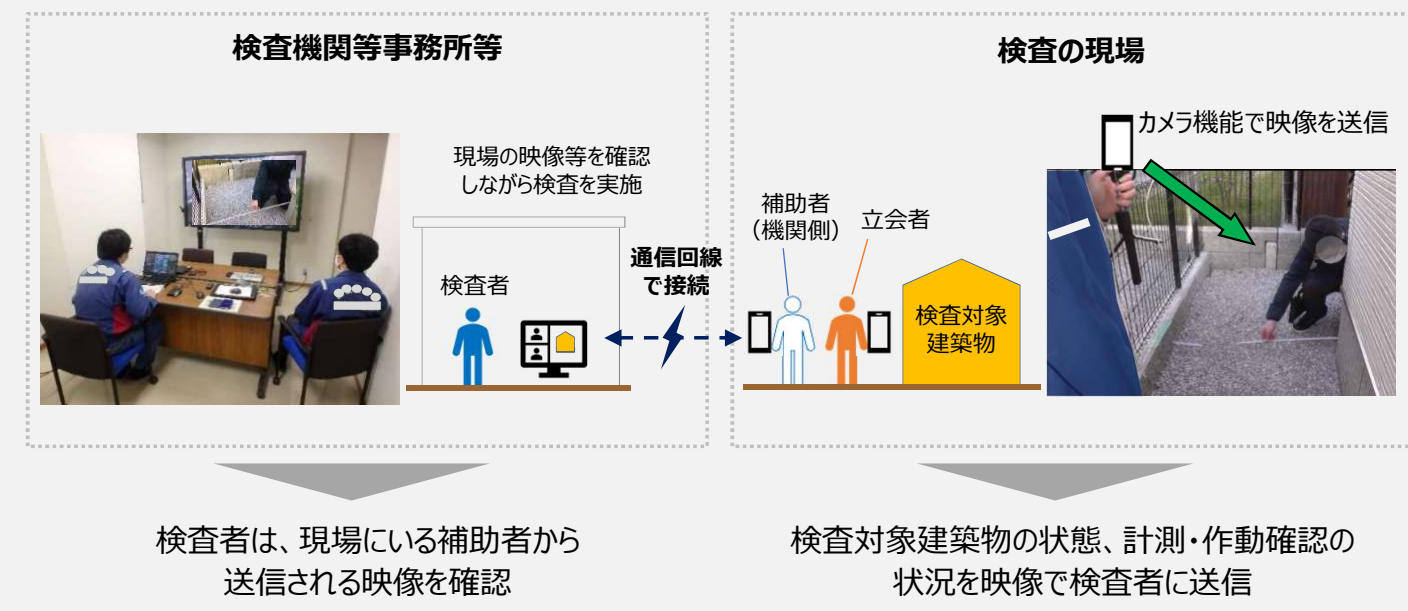 検査機関等事務所等
現場の映像等を確認
しながら検査を実施
検査者
通信回線
で接続
検査者は、現場にいる補助者から
送信される映像を確認
検査の現場
カメラ機能で映像を送信
補助者
（機関側）
立会者
検査対象
建築物
検査対象建築物の状態、計測・作動確認の
状況を映像で検査者に送信